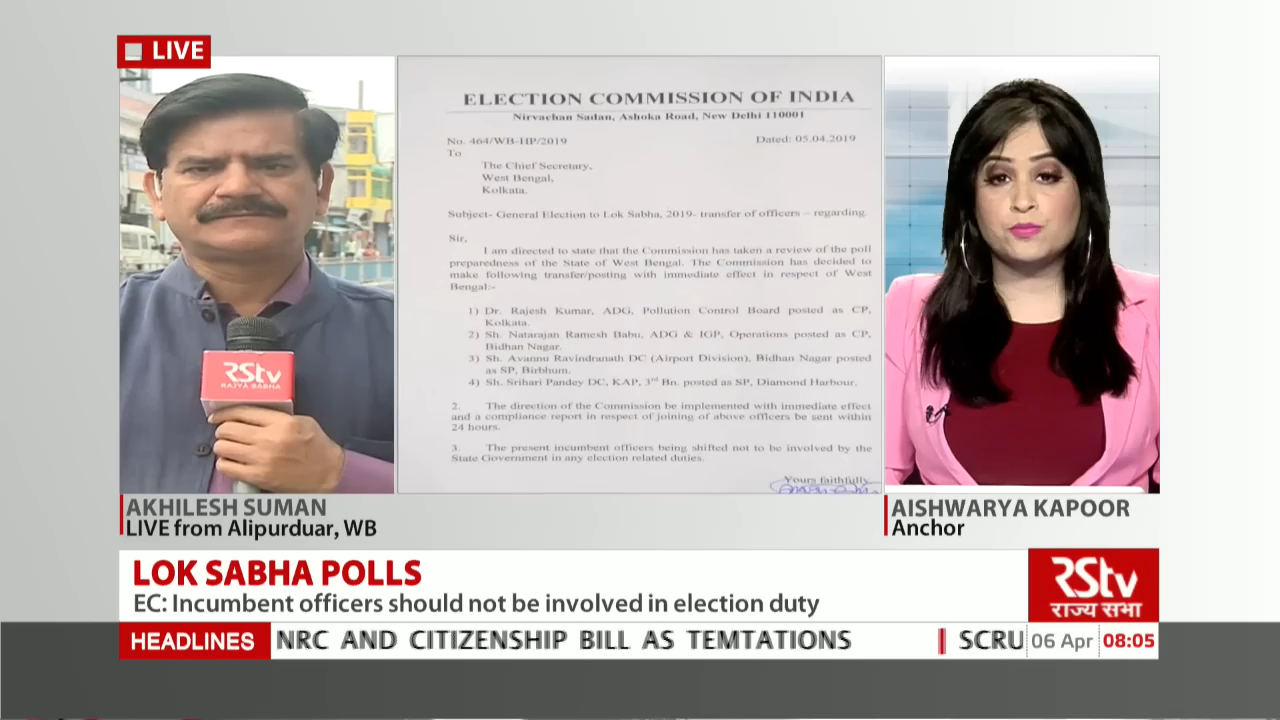 LIVE
ELECTION COMMISSION OF INDIA
Nirvachan Sadan, Ashoka Road, New Delhi 110001
No. 464/WB-HP/2019
Dated: 05.04.2019
To
The Chief Secretary,
West Bengal,
Kolkata.
Subject- General Election to Lok Sabha, 2019- transfer of officers – regarding.
Sir,
I am directed to state that the Commission has taken a review of the poll
preparedness of the State of West Bengal. The Commission has decided to
make following transfer/posting with immediate effect in respect of West
Bengal:-
1) Dr. Rajesh Kumar, ADG, Pollution Control Board posted as CP,
Kolkata.
2) Sh. Natarajan Ramesh Babu, ADG & IGP, Operations posted as CP,
Bidhan Nagar.
3) Sh. Avannu Ravindranath DC (Airport Division), Bidhan Nagar posted
as SP, Birbhum.
4) Sh. Srihari Pandey DC, KAP, 3rd Bn. posted as SP, Diamond Harbour.
2. The direction of the Commission be implemented with immediate effect
and a compliance report in respect of joining of above officers be sent within
24 hours.
3. The present incumbent officers being shifted not to be involved by the
State Government in any election related duties.
Yours faithfully
RSTV
RAJYA SABHA
AKHILESH SUMAN
LIVE from Alipurduar, WB
AISHWARYA KAPOOR
Anchor
LOK SABHA POLLS
EC: Incumbent officers should not be involved in election duty
RSTV
राज्य सभा
HEADLINES
NRC AND CITIZENSHIP BILL AS TEMTATIONS
SCRU
06 Apr
08:05